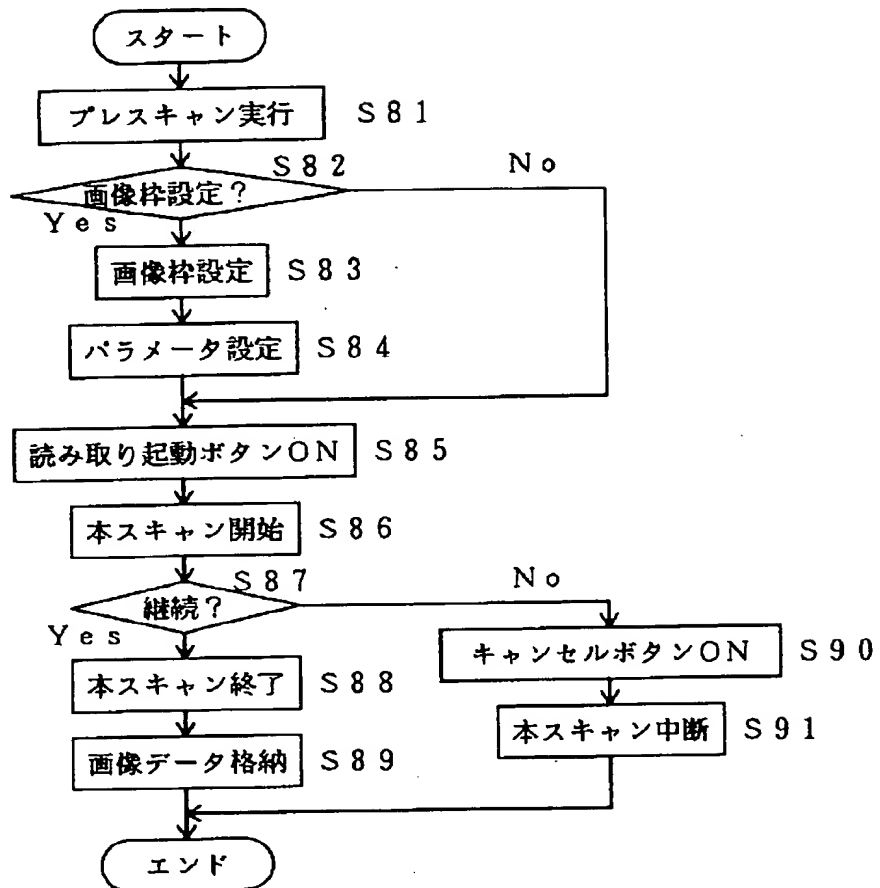 スタート
プレスキャン実行 S81
S82 No
画像枠設定?
Yes
画像枠設定 S83
パラメータ設定 S84
読み取り起動ボタンON S85
本スキャン開始 S86
S87 No
継続?
Yes
キャンセルボタンON S90
本スキャン終了 S88
本スキャン中断 S91
画像データ格納 S89
エンド